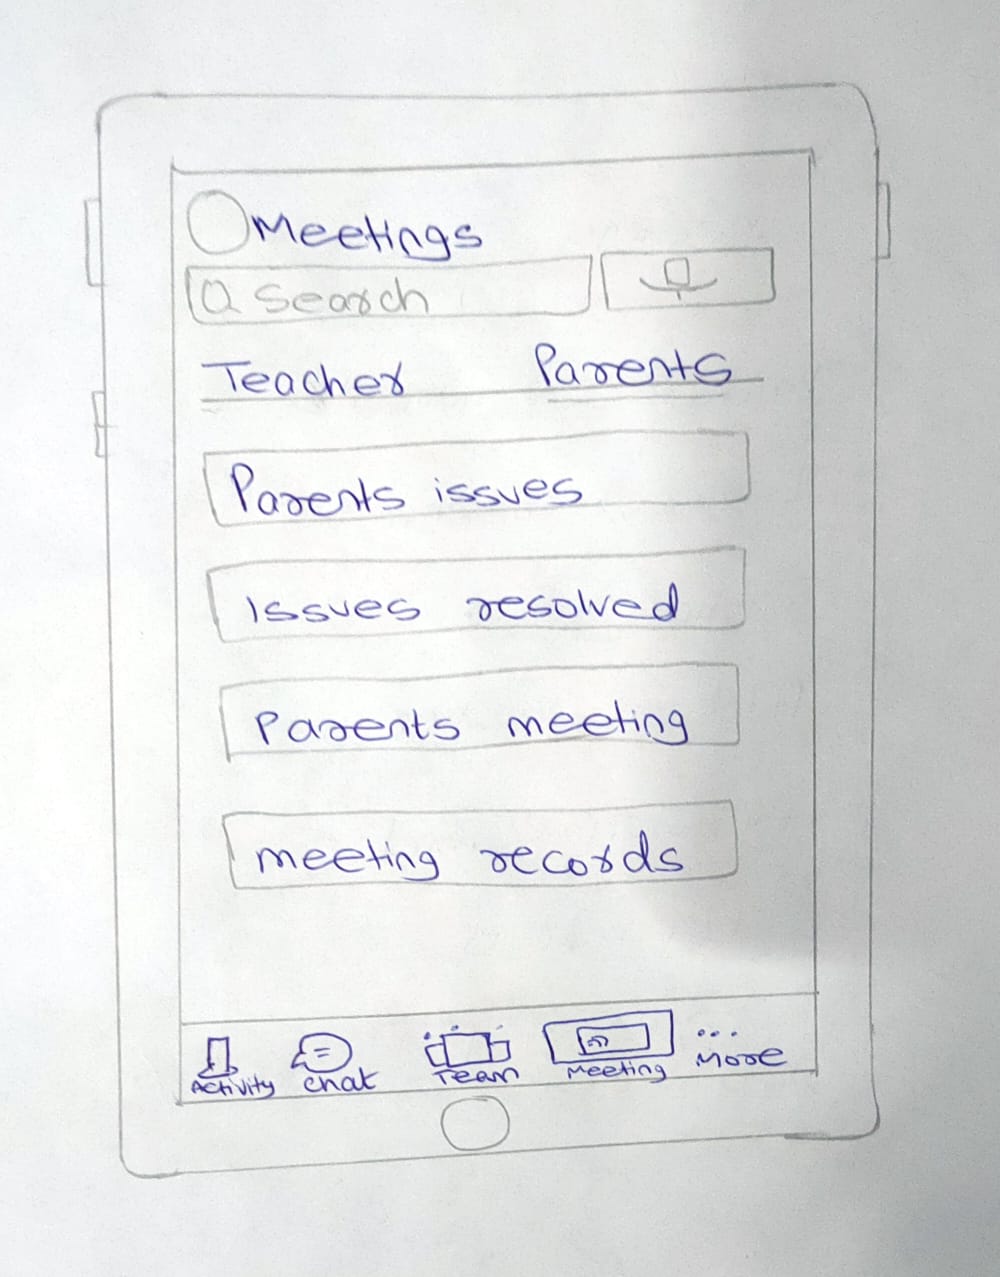 Meetings
Search
Teacher Parents
Parents issues
Issues resolved
Parents meeting
meeting records
Activity chat Team Meeting More